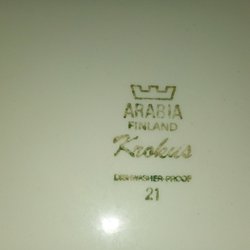 ARABIA
FINLAND
Krokus
DISHWASHER-PROOF
21